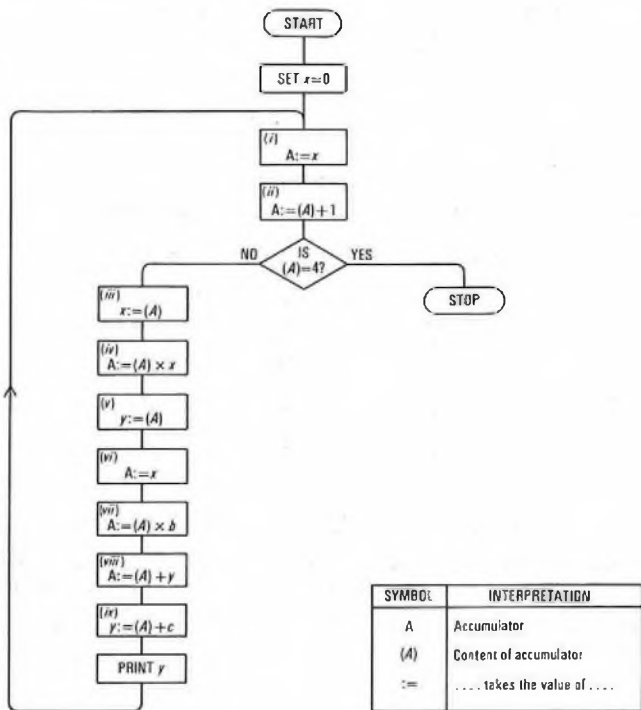 START
SET x=0
(i)
A:=x
(ii)
A:=(A)+1
IS
(A)=4?
NO
YES
STOP
(iii)
x:=(A)
(iv)
A:=(A) × x
(v)
y:=(A)
(vi)
A:=x
(vii)
A:=(A) × b
(viii)
A:=(A)+y
(ix)
y:=(A)+c
PRINT y
SYMBOL INTERPRETATION
A Accumulator
(A) Content of accumulator
:= ....takes the value of ....